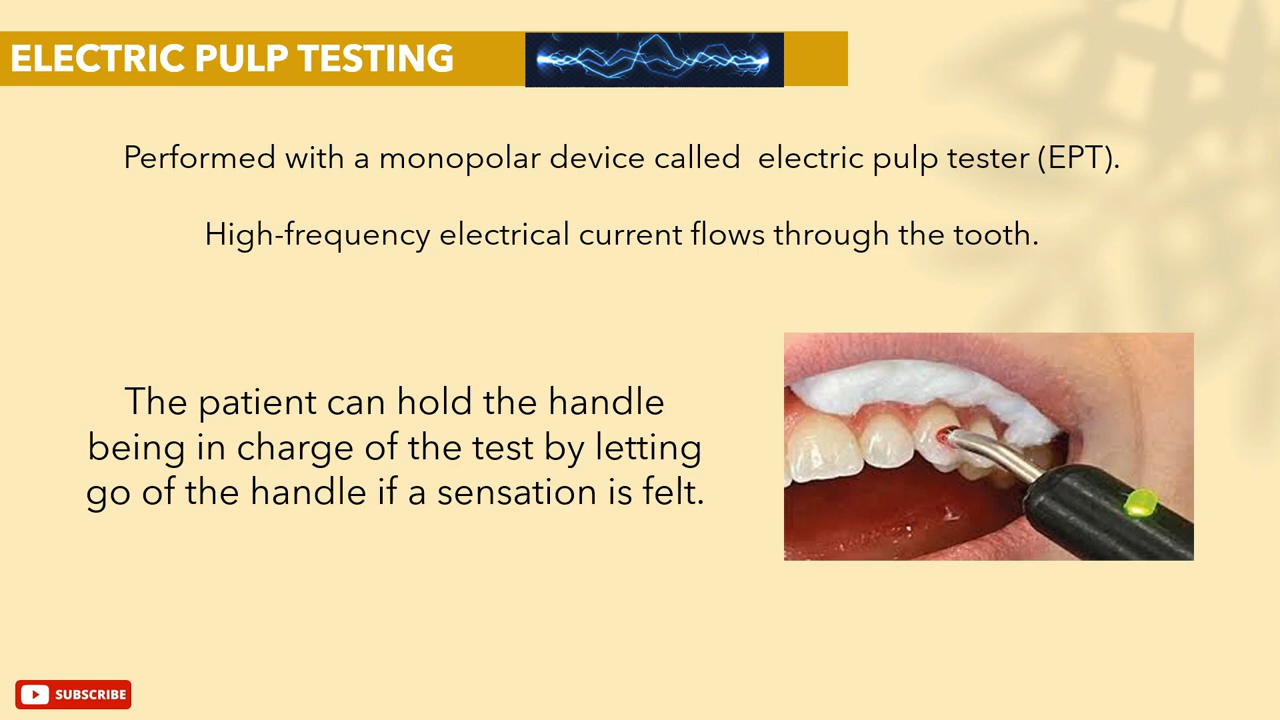 ELECTRIC PULP TESTING
Performed with a monopolar device called  electric pulp tester (EPT).
High-frequency electrical current flows through the tooth.
The patient can hold the handle
being in charge of the test by letting
go of the handle if a sensation is felt.
SUBSCRIBE